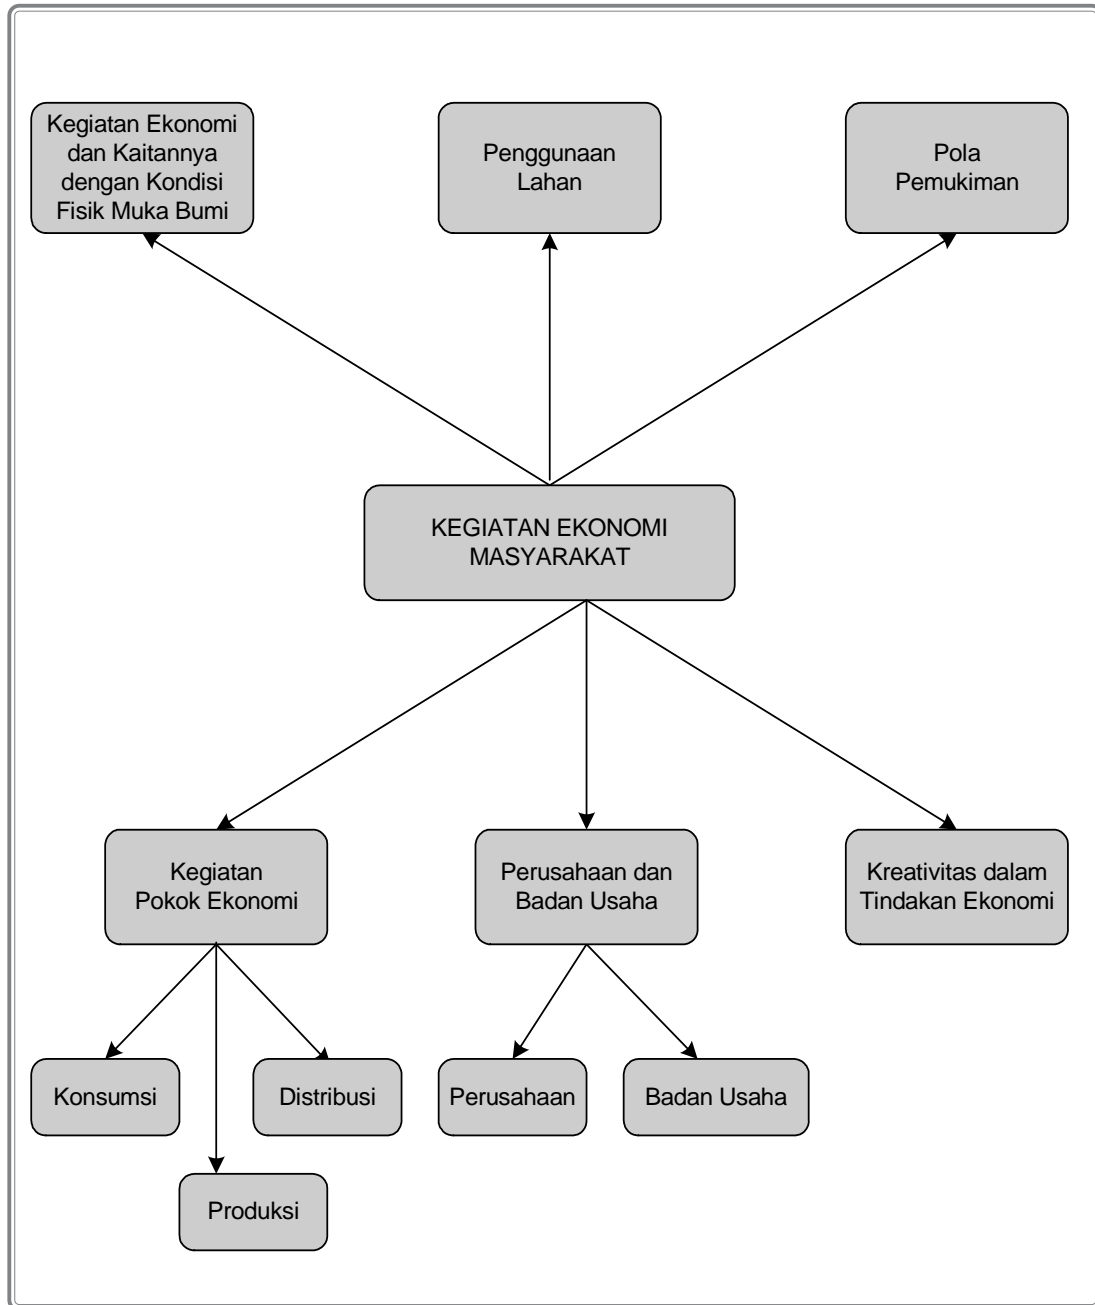 Kegiatan Ekonomi
dan Kaitannya
dengan Kondisi
Fisik Muka Bumi
Penggunaan
Lahan
Pola
Pemukiman
KEGIATAN EKONOMI
MASYARAKAT
Kegiatan
Pokok Ekonomi
Perusahaan dan
Badan Usaha
Kreativitas dalam
Tindakan Ekonomi
Konsumsi
Distribusi
Perusahaan
Badan Usaha
Produksi